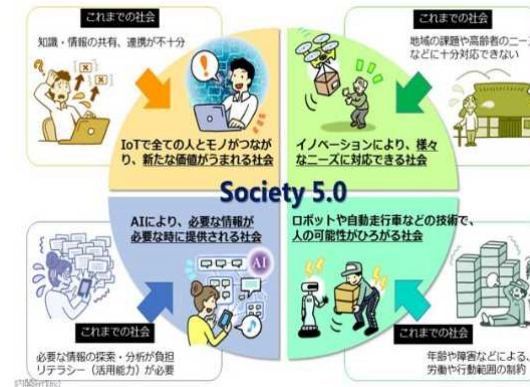 これまでの社会
知識・情報の共有、連携が不十分
これまでの社会
地域の課題や高齢者のニーズ
などに十分対応できない
IoTで全ての人とモノがつなが
り、新たな価値がうまれる社会
イノベーションにより、様々
なニーズに対応できる社会
Society 5.0
AIにより、必要な情報が
必要な時に提供される社会
AI
ロボットや自動走行車などの技術で、
人の可能性がひろがる社会
これまでの社会
必要な情報の探索・分析が負担
リテラシー（活用能力）が必要
これまでの社会
年齢や障害などによる、
労働や行動範囲の制約